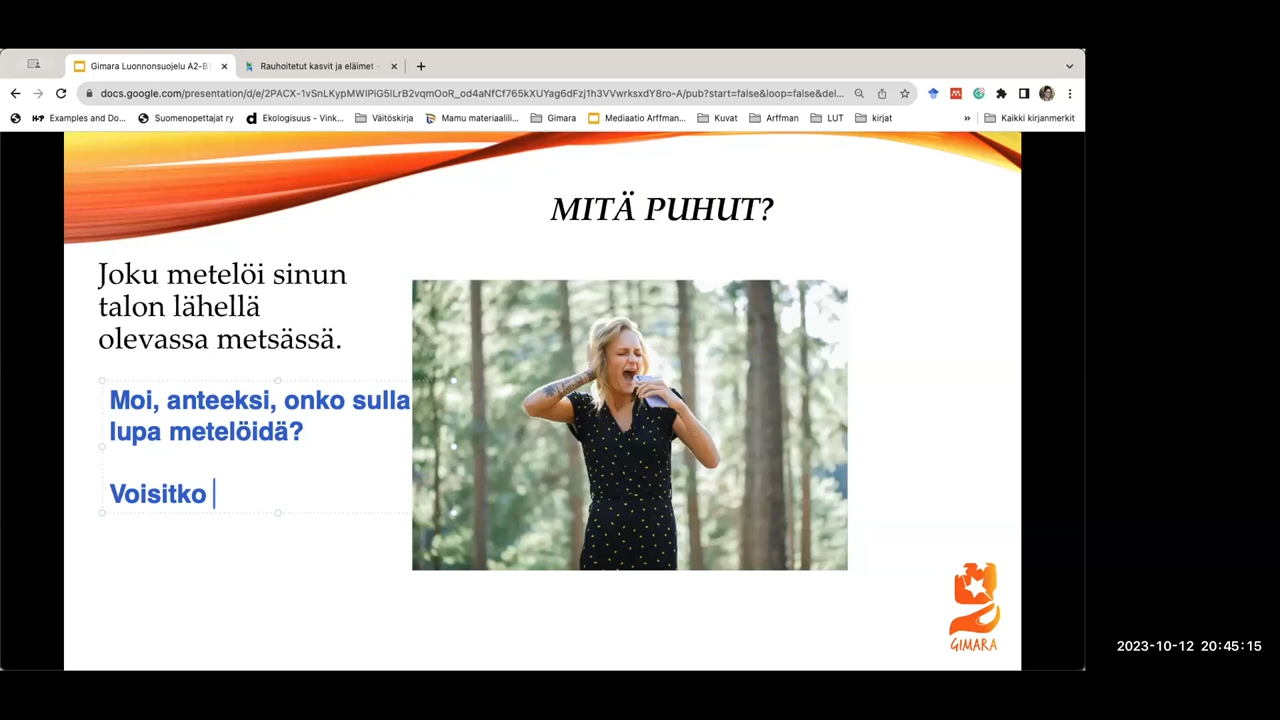 Gimara Luonnonsuojelu A2-B1
Rauhoitetut kasvit ja eläimet
docs.google.com/presentation/d/e/2PACX-1vSnLKypMWIPiG5ILrB2vqmOoR_od4aNfCf765kXUYag6dFzj1h3VVwrksxdY8ro-A/pub?start=false&loop=false&del...
Examples and Do... Suomenopettajat ry Ekologisuus - Vink... Väitöskirja Mamu materiaalili... Gimara Mediaatio Arffman... Kuvat Arffman LUT kirjat » Kaikki kirjanmerkit
MITÄ PUHUT?
Joku metelöi sinun
talon lähellä
olevassa metsässä.
Moi, anteeksi, onko sulla
lupa metelöidä?
Voisitko
GIMARA
2023-10-12 20:45:15